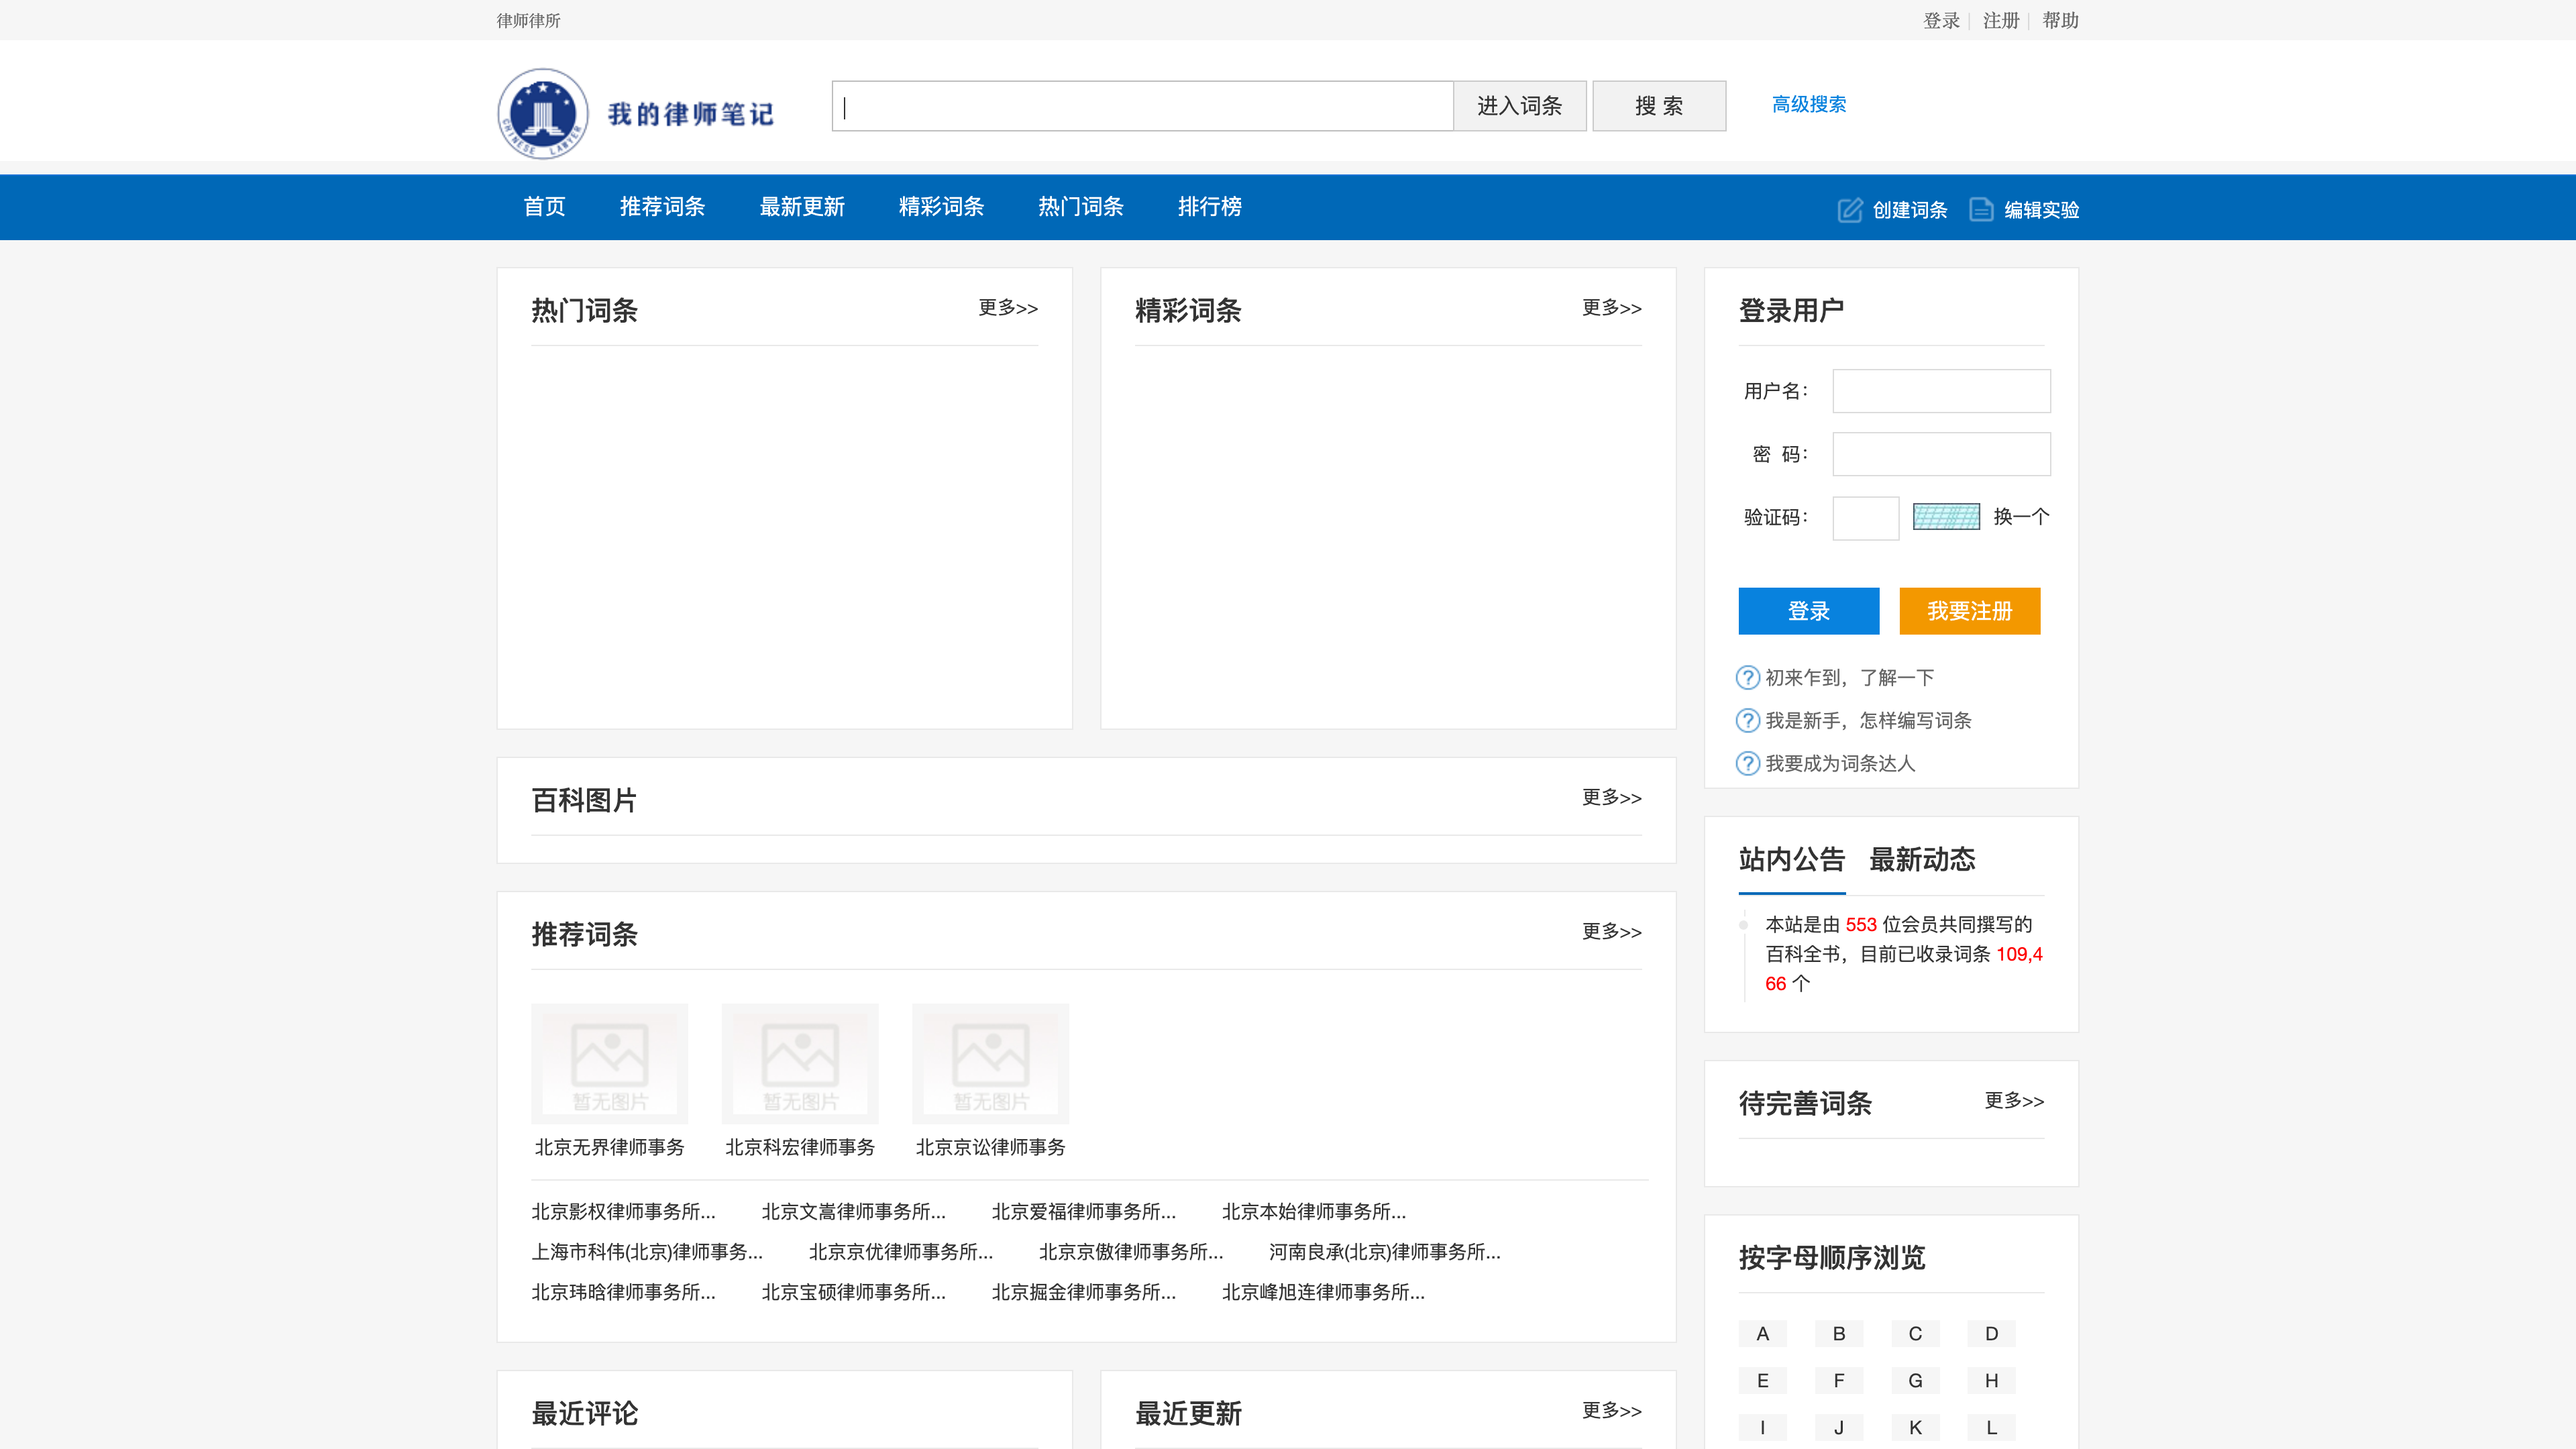 律师律所
登录
注册
帮助
CHINESE LAWYER
我的律师笔记
进入词条
搜 索
高级搜索
首页
推荐词条
最新更新
精彩词条
热门词条
排行榜
创建词条
编辑实验
热门词条
更多>>
精彩词条
更多>>
登录用户
用户名：
密 码：
验证码：
换一个
登录
我要注册
初来乍到，了解一下
我是新手，怎样编写词条
我要成为词条达人
百科图片
更多>>
站内公告
最新动态
本站是由 553 位会员共同撰写的
百科全书，目前已收录词条 109,4
66 个
推荐词条
更多>>
暂无图片
暂无图片
暂无图片
北京无界律师事务
北京科宏律师事务
北京京讼律师事务
北京影权律师事务所...
北京文嵩律师事务所...
北京爱福律师事务所...
北京本始律师事务所...
上海市科伟(北京)律师事务...
北京京优律师事务所...
北京京傲律师事务所...
河南良承(北京)律师事务所...
北京玮晗律师事务所...
北京宝硕律师事务所...
北京掘金律师事务所...
北京峰旭连律师事务所...
待完善词条
更多>>
按字母顺序浏览
A B C D
E F G H
I J K L
最近评论
最近更新
更多>>